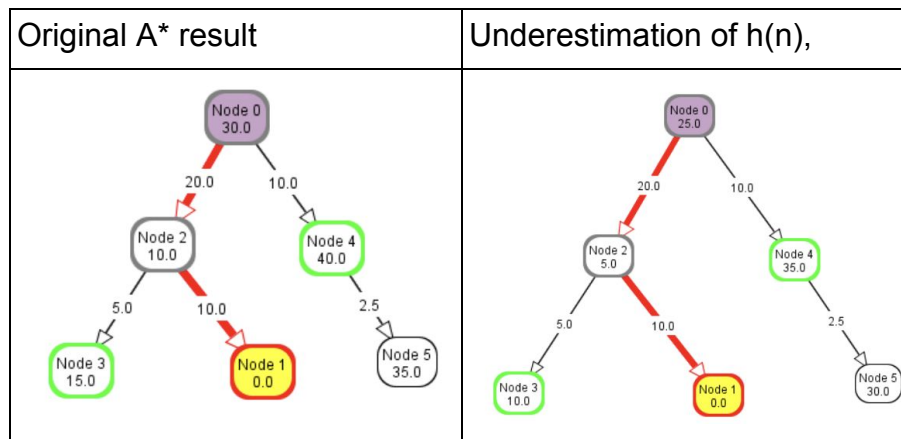 Original A* result
Underestimation of h(n),
Node 0
30.0
20.0
10.0
Node 2
10.0
Node 4
40.0
5.0
10.0
2.5
Node 3
15.0
Node 1
0.0
Node 5
35.0
Node 0
25.0
20.0
10.0
Node 2
5.0
Node 4
35.0
5.0
10.0
2.5
Node 3
10.0
Node 1
0.0
Node 5
30.0